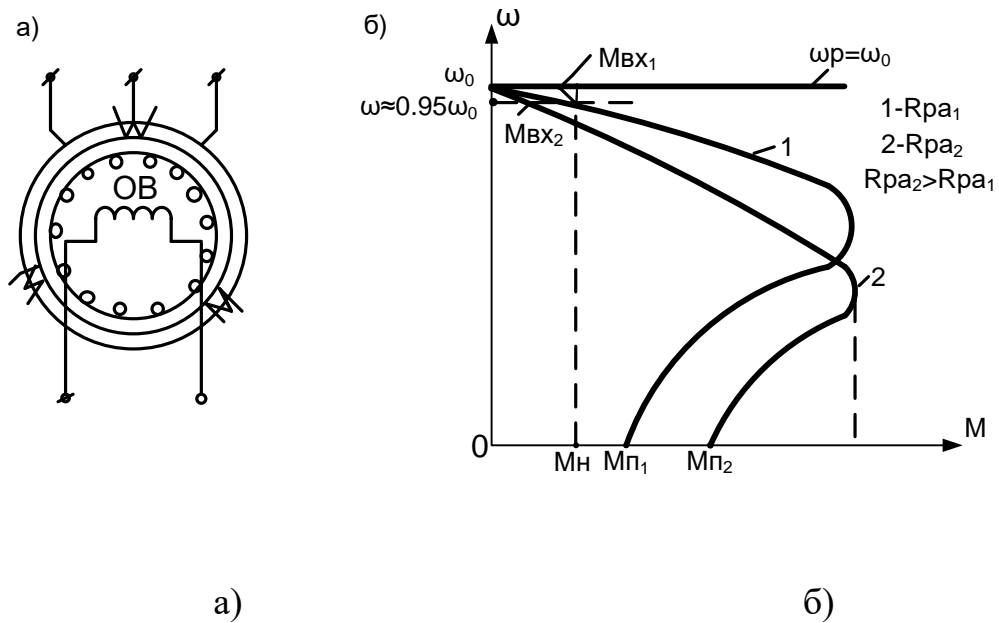 а)
ОВ
б)
ω
ω₀
ω≈0.95ω₀
Мвх₁
Мвх₂
ωр=ω₀
1-Rра₁
2-Rра₂
Rра₂>Rра₁
1
2
0
Мн
Мп₁
Мп₂
М
а)
б)